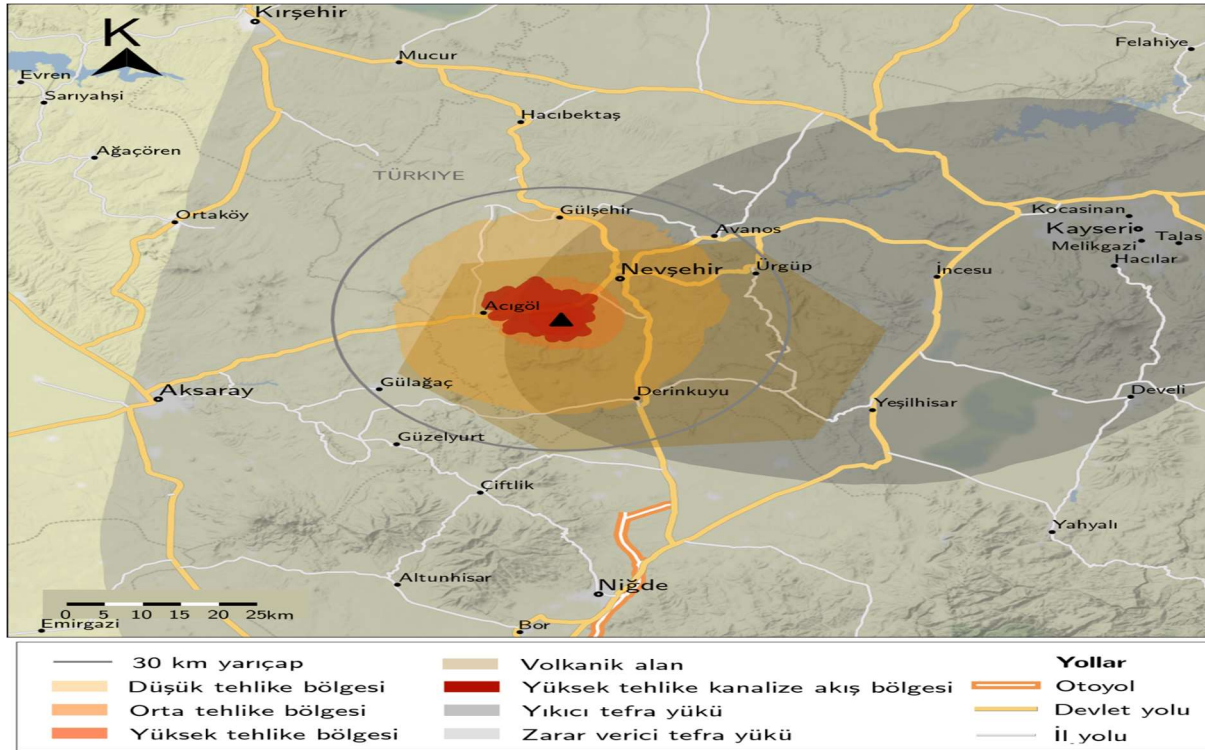 K
Kırşehir
Mucur
Felahiye
Evren
Sarıyahşi
Hacıbektaş
Ağaçören
TÜRKIYE
Ortaköy
Gülşehir
Avanos
Kocasinan
Kayseri
Melikgazi
Talas
Hacılar
Nevşehir
Ürgüp
İncesu
Acıgöl
Aksaray
Gülağaç
Derinkuyu
Develi
Yeşilhisar
Güzelyurt
Çiftlik
Yahyalı
Altunhisar
Niğde
0 5 10 15 20 25km
Emirgazi
Bor
30 km yarıçap
Düşük tehlike bölgesi
Orta tehlike bölgesi
Yüksek tehlike bölgesi
Volkanik alan
Yüksek tehlike kanalize akış bölgesi
Yıkıcı tefra yükü
Zarar verici tefra yükü
Yollar
Otoyol
Devlet yolu
İl yolu